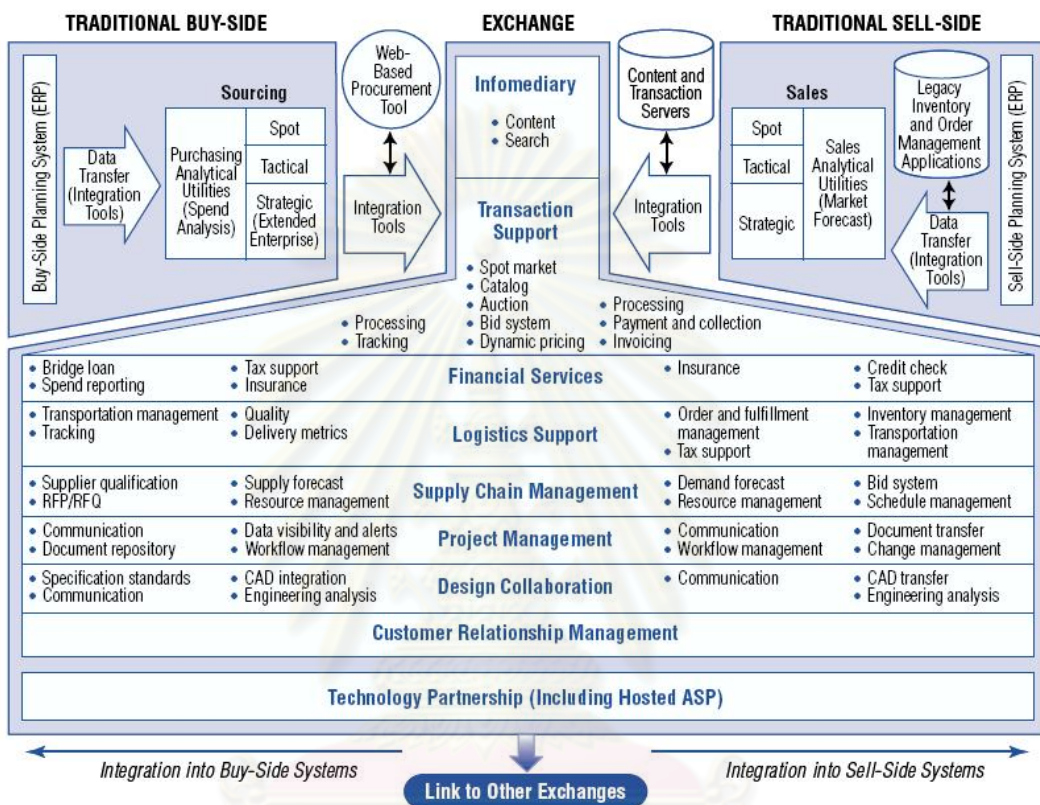 TRADITIONAL BUY-SIDE
EXCHANGE
TRADITIONAL SELL-SIDE
Buy-Side Planning System (ERP)
Data
Transfer
(Integration
Tools)
Sourcing
Purchasing
Analytical
Utilities
(Spend
Analysis)
Spot
Tactical
Strategic
(Extended
Enterprise)
Web-
Based
Procurement
Tool
Integration
Tools
Infomediary
• Content
• Search
Transaction
Support
• Spot market
• Catalog
• Auction
• Bid system
• Dynamic pricing
• Processing
• Tracking
• Processing
• Payment and collection
• Invoicing
Content and
Transaction
Servers
Integration
Tools
Sales
Spot
Tactical
Strategic
Sales
Analytical
Utilities
(Market
Forecast)
Legacy
Inventory
and Order
Management
Applications
Data
Transfer
(Integration
Tools)
Sell-Side Planning System (ERP)
• Bridge loan
• Spend reporting
• Tax support
• Insurance
Financial Services
• Insurance
• Credit check
• Tax support
• Transportation management
• Tracking
• Quality
• Delivery metrics
Logistics Support
• Order and fulfillment
management
• Tax support
• Inventory management
• Transportation
management
• Supplier qualification
• RFP/RFQ
• Supply forecast
• Resource management
Supply Chain Management
• Demand forecast
• Resource management
• Bid system
• Schedule management
• Communication
• Document repository
• Data visibility and alerts
• Workflow management
Project Management
• Communication
• Workflow management
• Document transfer
• Change management
• Specification standards
• Communication
• CAD integration
• Engineering analysis
Design Collaboration
• Communication
• CAD transfer
• Engineering analysis
Customer Relationship Management
Technology Partnership (Including Hosted ASP)
Integration into Buy-Side Systems
Integration into Sell-Side Systems
Link to Other Exchanges